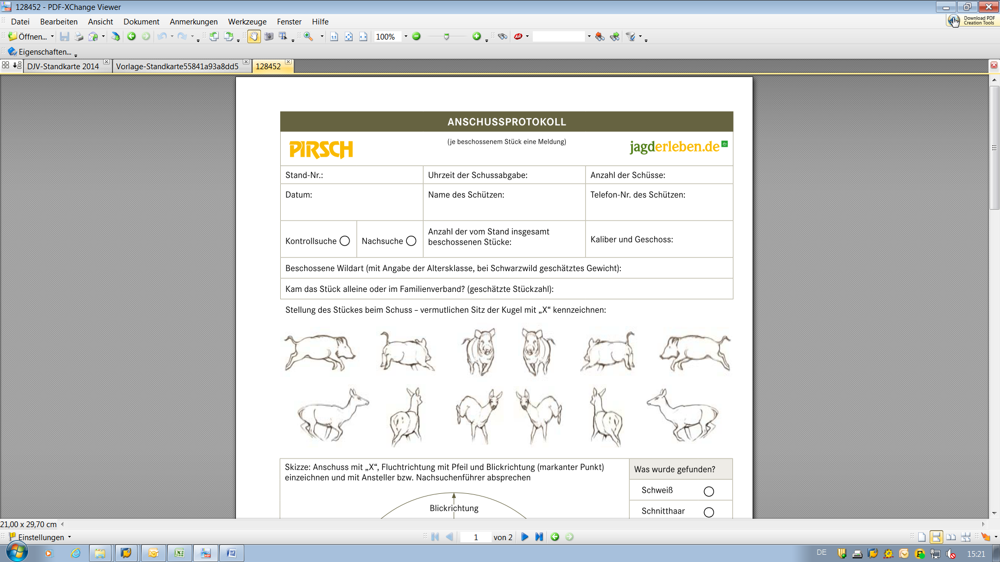 128452 - PDF-XChange Viewer
Datei Bearbeiten Ansicht Dokument Anmerkungen Werkzeuge Fenster Hilfe
Download PDF
Creation Tools
Öffnen... 100%
Eigenschaften...
DJV-Standkarte 2014 Vorlage-Standkarte55841a93a8dd5 128452
ANSCHUSSPROTOKOLL
PIRSCH (je beschossenem Stück eine Meldung) jagderleben.de
Stand-Nr.: Uhrzeit der Schussabgabe: Anzahl der Schüsse:
Datum: Name des Schützen: Telefon-Nr. des Schützen:
Kontrollsuche Nachsuche Anzahl der vom Stand insgesamt
beschossenen Stücke: Kaliber und Geschoss:
Beschossene Wildart (mit Angabe der Altersklasse, bei Schwarzwild geschätztes Gewicht):
Kam das Stück alleine oder im Familienverband? (geschätzte Stückzahl):
Stellung des Stückes beim Schuss – vermutlichen Sitz der Kugel mit „X“ kennzeichnen:
Skizze: Anschuss mit „X“, Fluchtrichtung mit Pfeil und Blickrichtung (markanter Punkt)
einzeichnen und mit Ansteller bzw. Nachsuchenführer absprechen
Was wurde gefunden?
Schweiß
Blickrichtung
Schnitthaar
21,00 x 29,70 cm
Einstellungen 1 von 2
DE 15:21